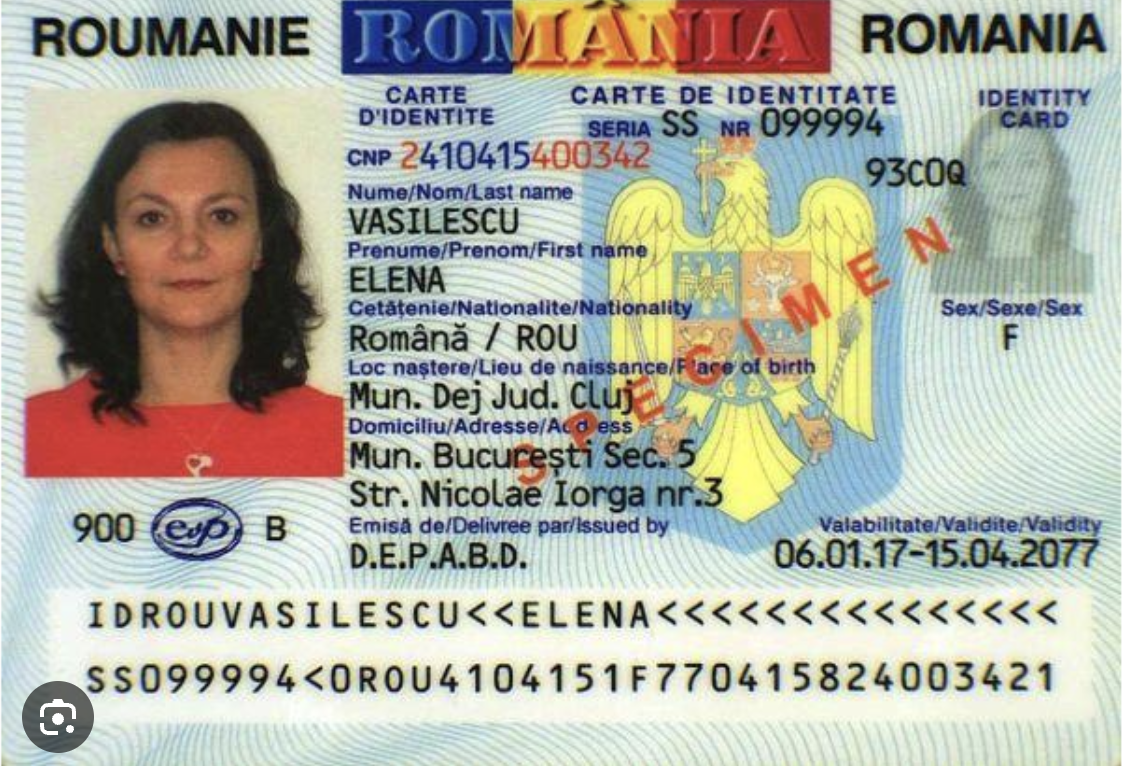 ROUMANIE ROMÂNIA ROMANIA
CARTE D'IDENTITE
CARTE DE IDENTITATE
IDENTITY CARD
SERIA SS NR 099994
CNP 2410415400342
93COQ
Nume/Nom/Last name
VASILESCU
Prenume/Prenom/First name
ELENA
Cetăţenie/Nationalite/Nationality
Română / ROU
Sex/Sexe/Sex
F
Loc naştere/Lieu de naissance/Place of birth
Mun. Dej Jud. Cluj
Domiciliu/Adresse/Address
Mun. Bucureşti Sec. 5
Str. Nicolae Iorga nr.3
SPECIMEN
900 esp B
Emisă de/Delivree par/Issued by
D.E.P.A.B.D.
Valabilitate/Validite/Validity
06.01.17-15.04.2077
IDROUVASILESCU<<ELENA<<<<<<<<<<<<<<<
SS099994<0ROU4104151F770415824003421